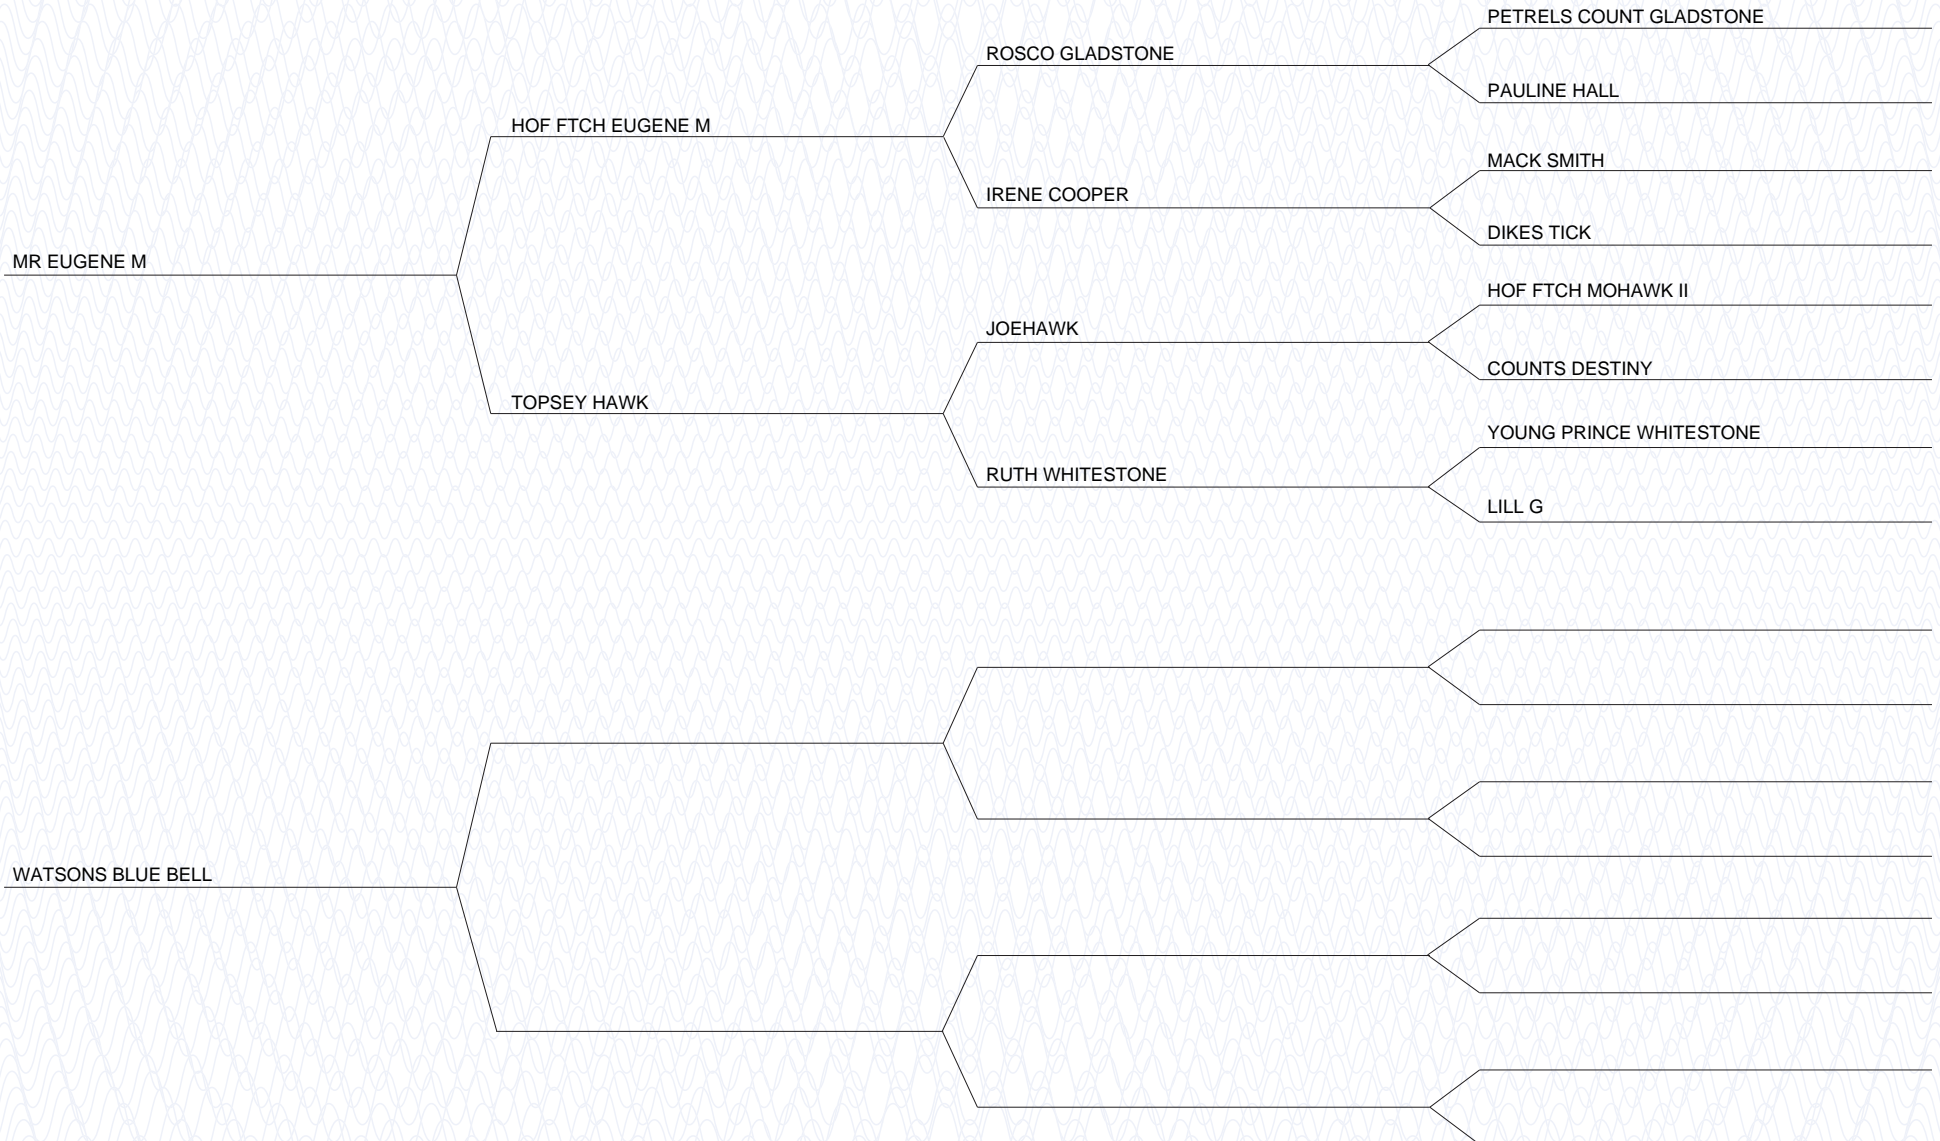 PETRELS COUNT GLADSTONE
ROSCO GLADSTONE
PAULINE HALL
HOF FTCH EUGENE M
MACK SMITH
IRENE COOPER
DIKES TICK
MR EUGENE M
HOF FTCH MOHAWK II
JOEHAWK
COUNTS DESTINY
TOPSEY HAWK
YOUNG PRINCE WHITESTONE
RUTH WHITESTONE
LILL G
WATSONS BLUE BELL